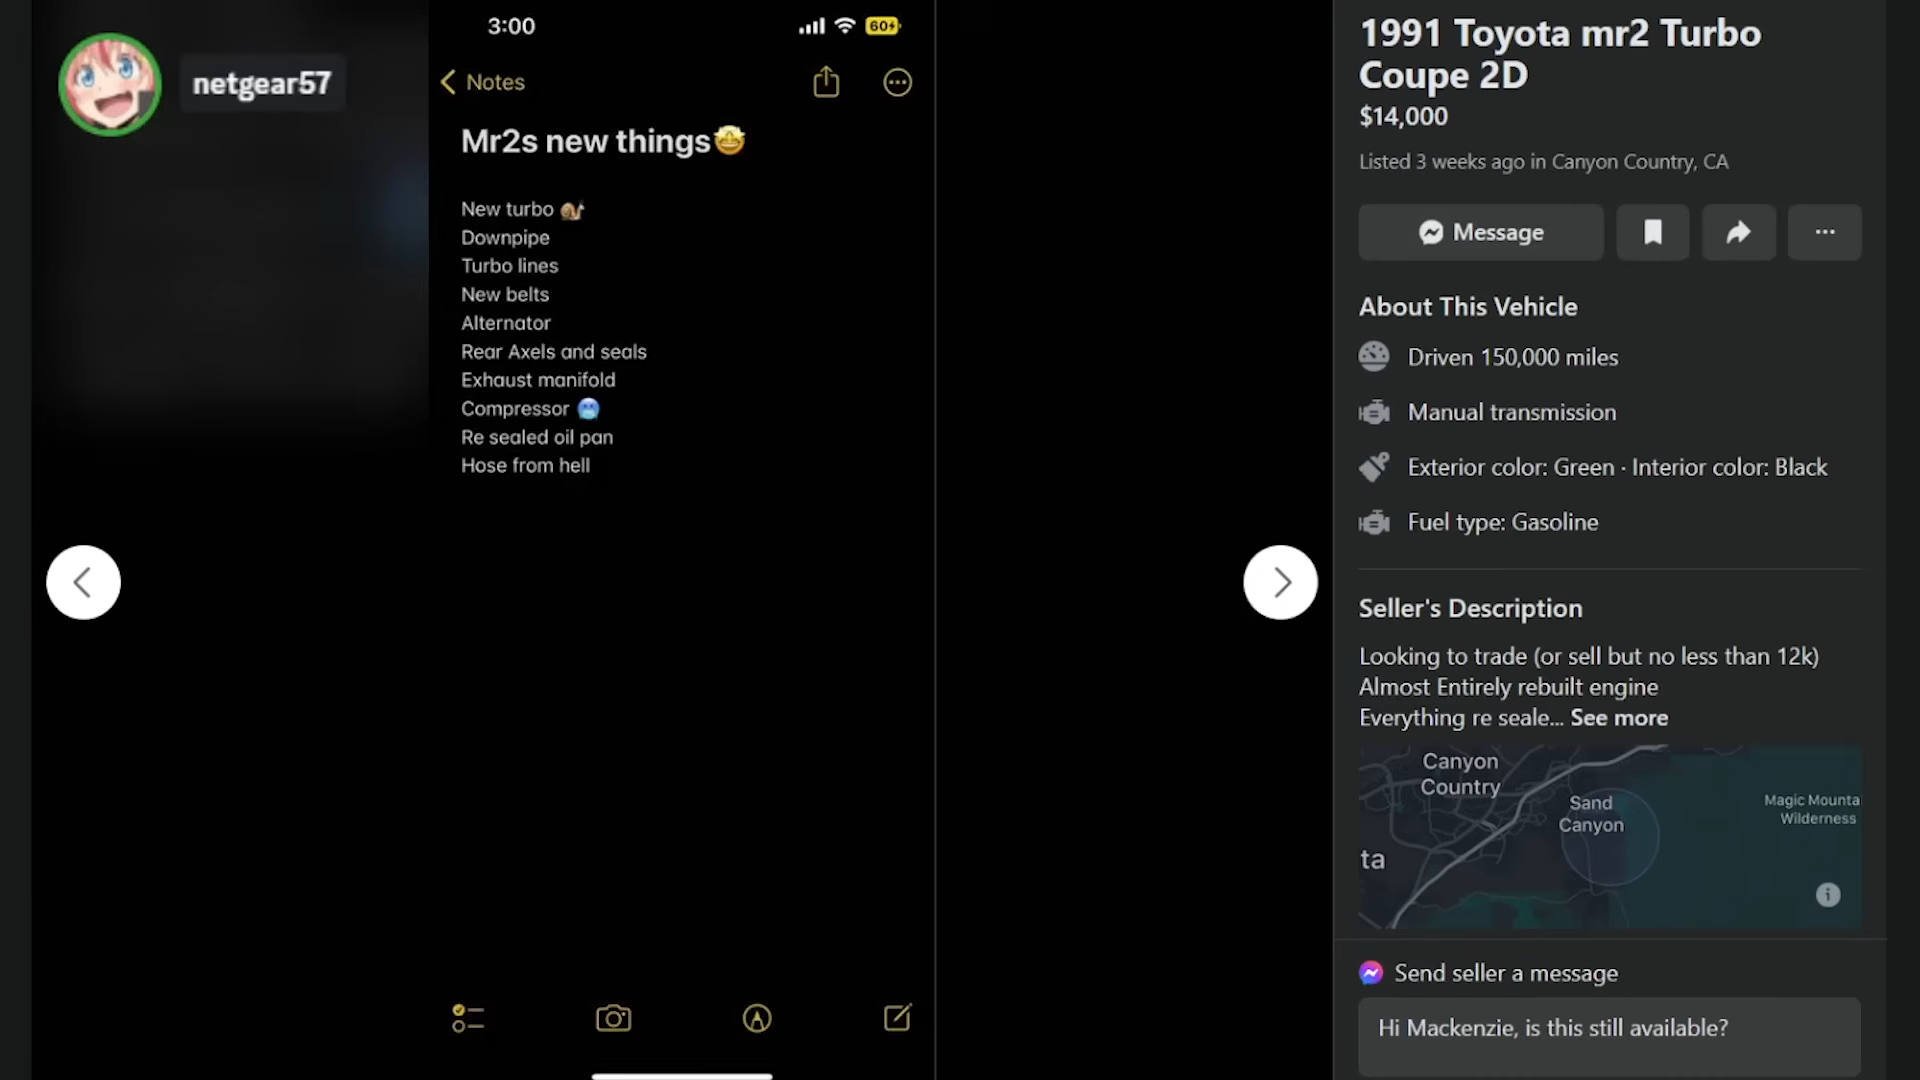 netgear57
3:00
60
Notes
Mr2s new things🤩
New turbo 🐌
Downpipe
Turbo lines
New belts
Alternator
Rear Axels and seals
Exhaust manifold
Compressor 🥶
Re sealed oil pan
Hose from hell
1991 Toyota mr2 Turbo
Coupe 2D
$14,000
Listed 3 weeks ago in Canyon Country, CA
Message
About This Vehicle
Driven 150,000 miles
Manual transmission
Exterior color: Green · Interior color: Black
Fuel type: Gasoline
Seller's Description
Looking to trade (or sell but no less than 12k)
Almost Entirely rebuilt engine
Everything re seale... See more
Canyon
Country
Sand
Canyon
Magic Mounta
Wilderness
ta
Send seller a message
Hi Mackenzie, is this still available?